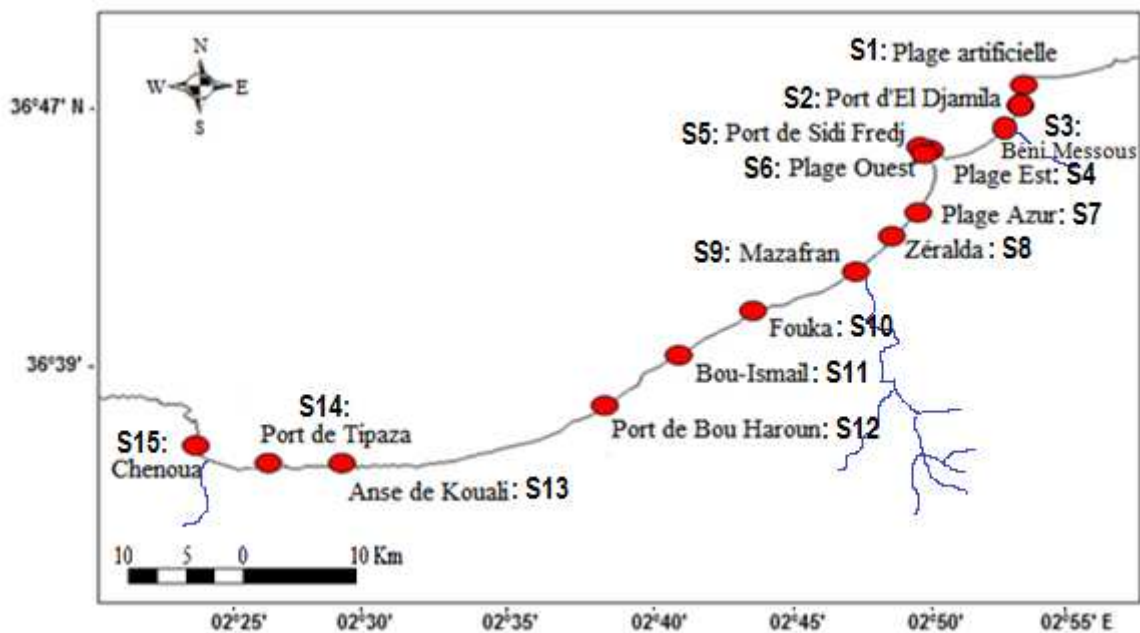 N
W E
S
36°47' N
36°39'
S1: Plage artificielle
S2: Port d'El Djamila
S3:
Béni Messous
S5: Port de Sidi Fredj
S6: Plage Ouest
Plage Est: S4
Plage Azur: S7
Zéralda: S8
S9: Mazafran
Fouka: S10
Bou-Ismail: S11
Port de Bou Haroun: S12
S14:
Port de Tipaza
S15:
Chenoua
Anse de Kouali: S13
10 5 0 10 Km
02°25' 02°30' 02°35' 02°40' 02°45' 02°50' 02°55' E